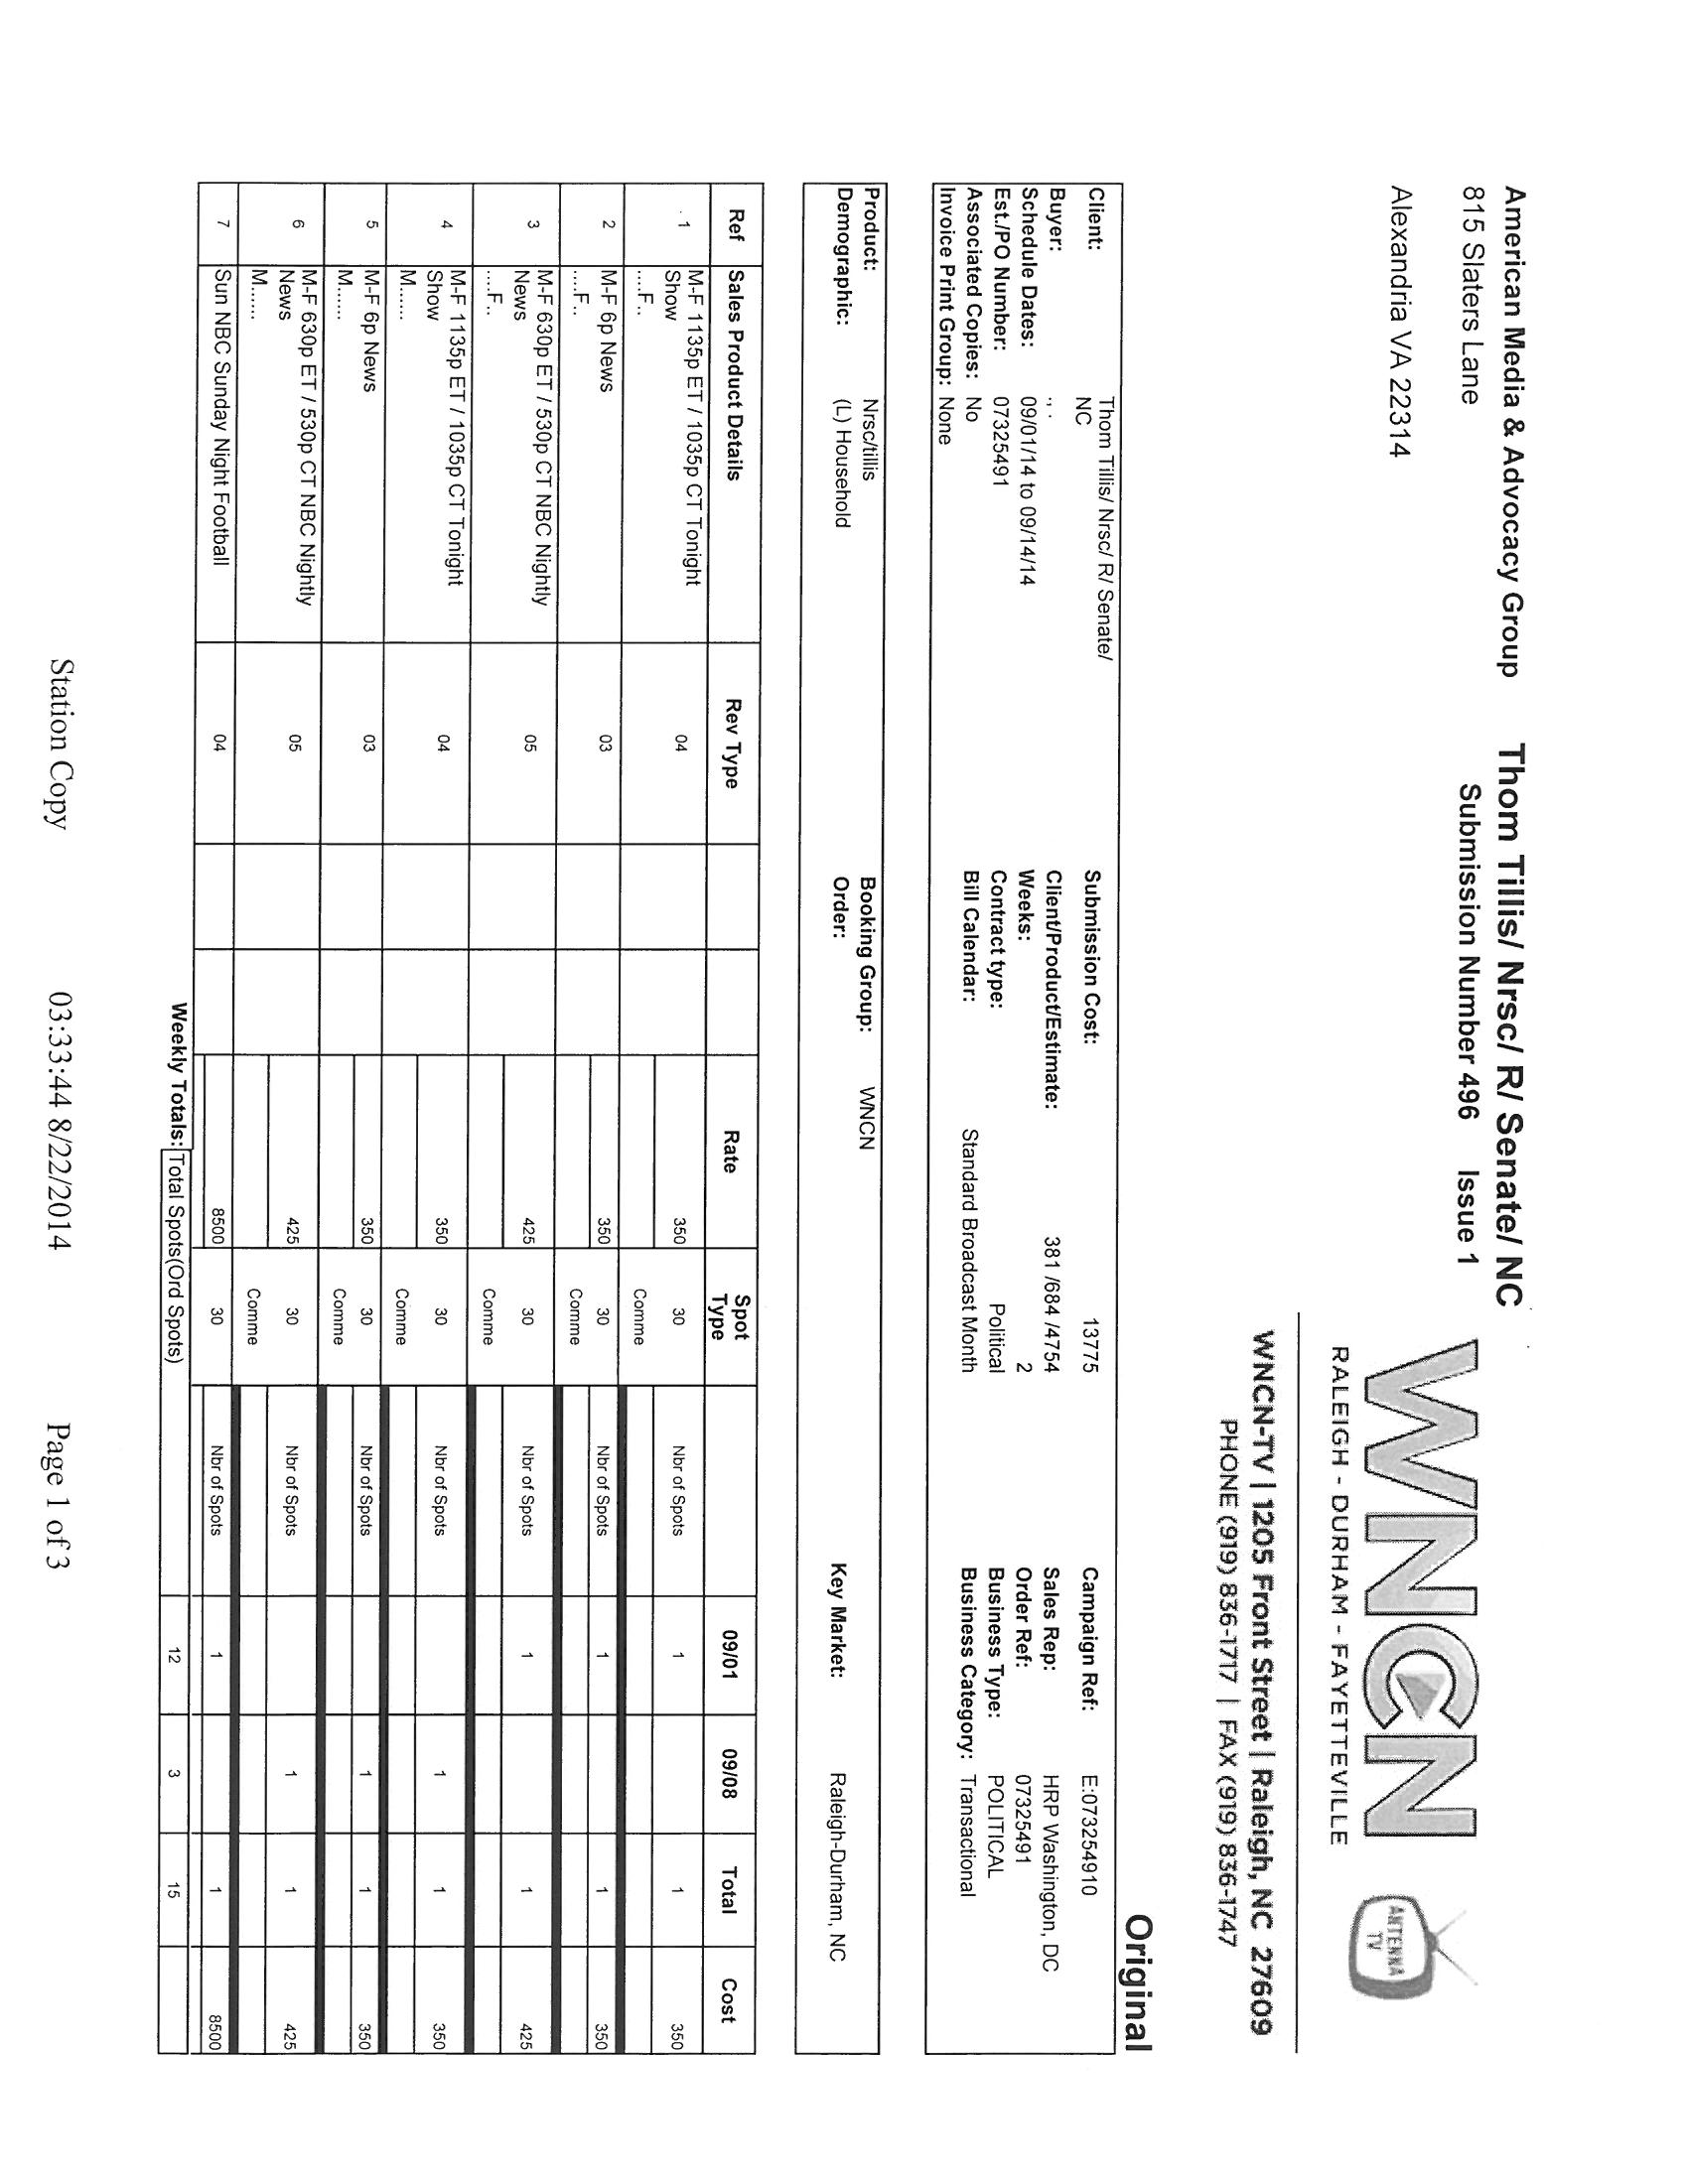 American Media & Advocacy Group
815 Slaters Lane
Alexandria VA 22314
Thom Tillis/ Nrsc/ R/ Senate/ NC
Submission Number 496 Issue 1
WNCN
RALEIGH - DURHAM - FAYETTEVILLE
ANTENNA
TV
WNCN-TV | 1205 Front Street | Raleigh, NC 27609
PHONE (919) 836-1717 | FAX (919) 836-1747
Original
Client: Thom Tillis/ Nrsc/ R/ Senate/ Submission Cost: 13775 Campaign Ref: E:073254910
NC
Buyer: ., . Client/Product/Estimate: 381 /684 /4754 Sales Rep: HRP Washington, DC
Schedule Dates: 09/01/14 to 09/14/14 Weeks: 2 Order Ref: 07325491
Est./PO Number: 07325491 Contract type: Political Business Type: POLITICAL
Associated Copies: No Bill Calendar: Standard Broadcast Month Business Category: Transactional
Invoice Print Group: None
Product: Nrsc/tillis Booking Group: WNCN
Demographic: (L) Household Order: Key Market: Raleigh-Durham, NC
Ref Sales Product Details Rev Type Rate Spot Type 09/01 09/08 Total Cost
1 M-F 1135p ET / 1035p CT Tonight 04 350 30 Nbr of Spots 1 1 350
Show
....F.. Comme
2 M-F 6p News 03 350 30 Nbr of Spots 1 1 350
....F.. Comme
3 M-F 630p ET / 530p CT NBC Nightly 05 425 30 Nbr of Spots 1 1 425
News
....F.. Comme
4 M-F 1135p ET / 1035p CT Tonight 04 350 30 Nbr of Spots 1 1 350
Show
M...... Comme
5 M-F 6p News 03 350 30 Nbr of Spots 1 1 350
M...... Comme
6 M-F 630p ET / 530p CT NBC Nightly 05 425 30 Nbr of Spots 1 1 425
News
M...... Comme
7 Sun NBC Sunday Night Football 04 8500 30 Nbr of Spots 1 1 8500
Weekly Totals: Total Spots(Ord Spots) 12 3 15
Station Copy 03:33:44 8/22/2014 Page 1 of 3